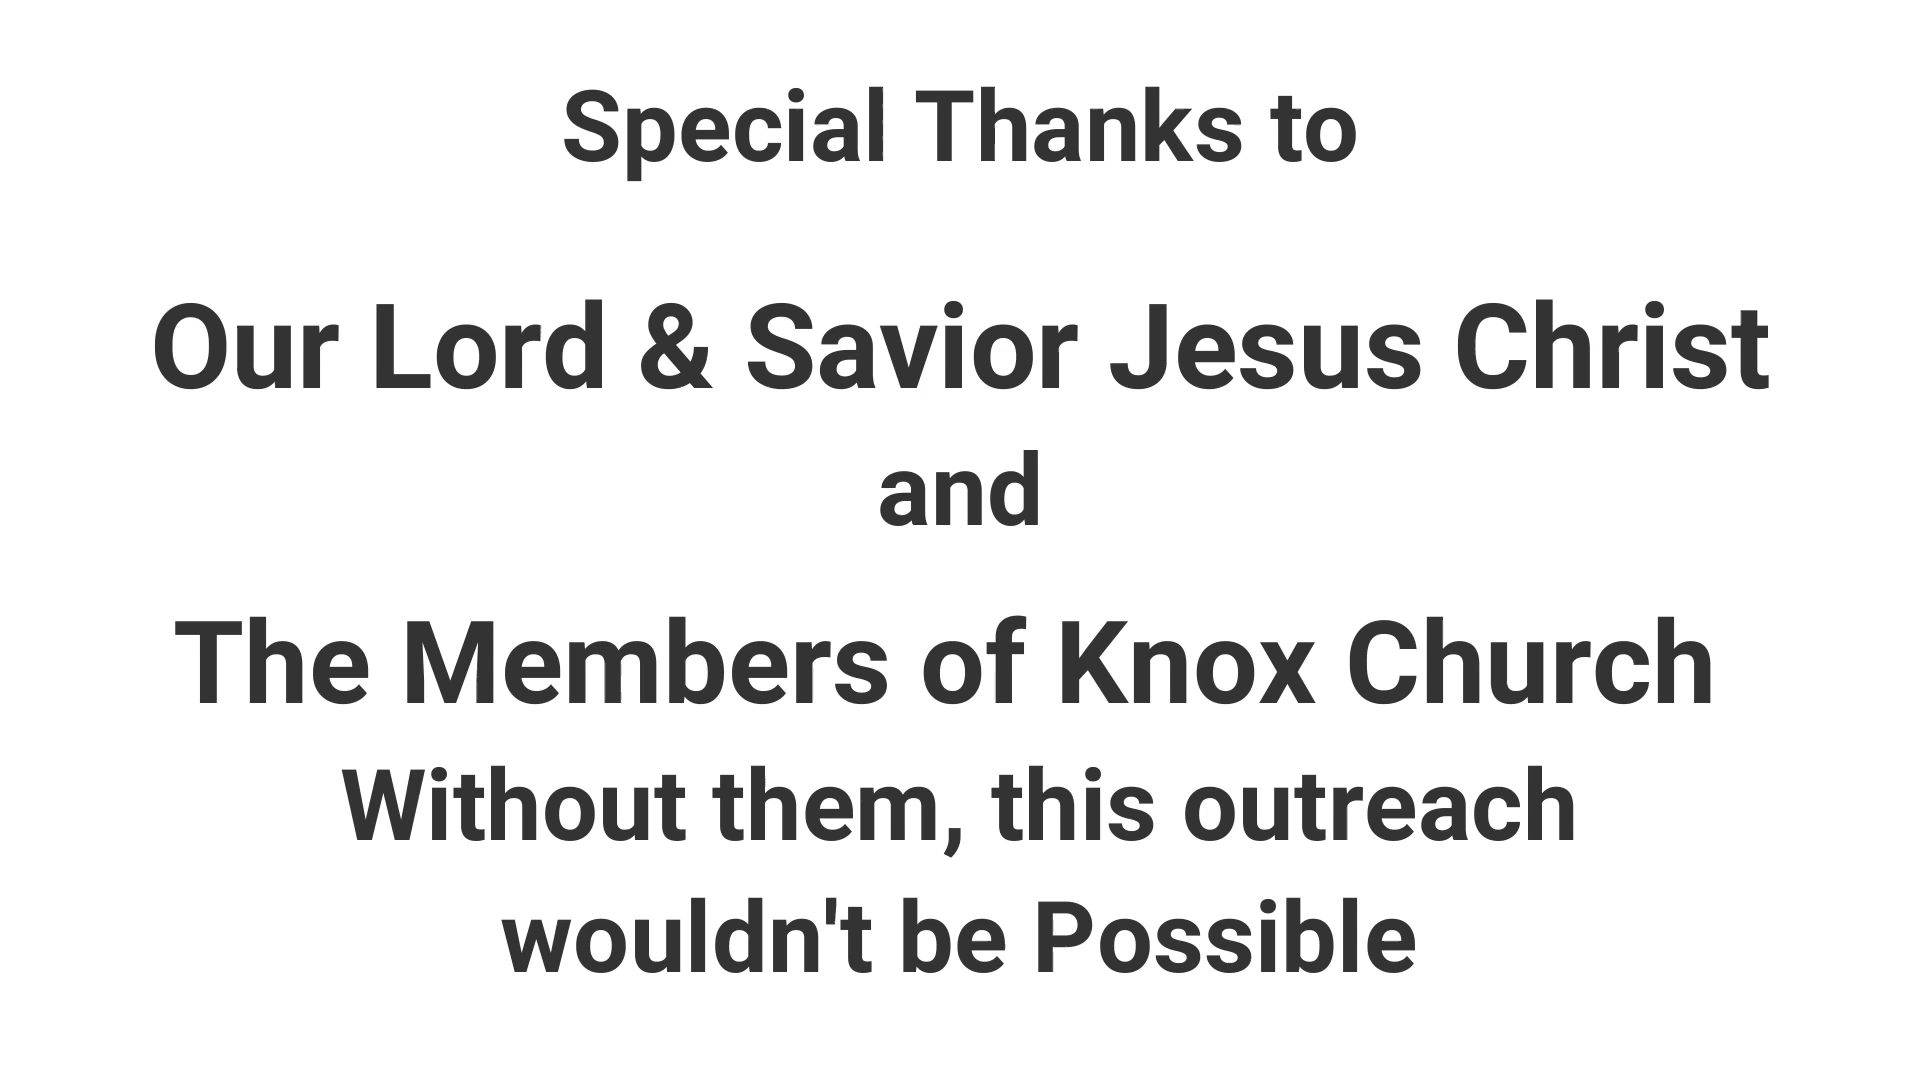 Special Thanks to
Our Lord & Savior Jesus Christ
and
The Members of Knox Church
Without them, this outreach
wouldn't be Possible